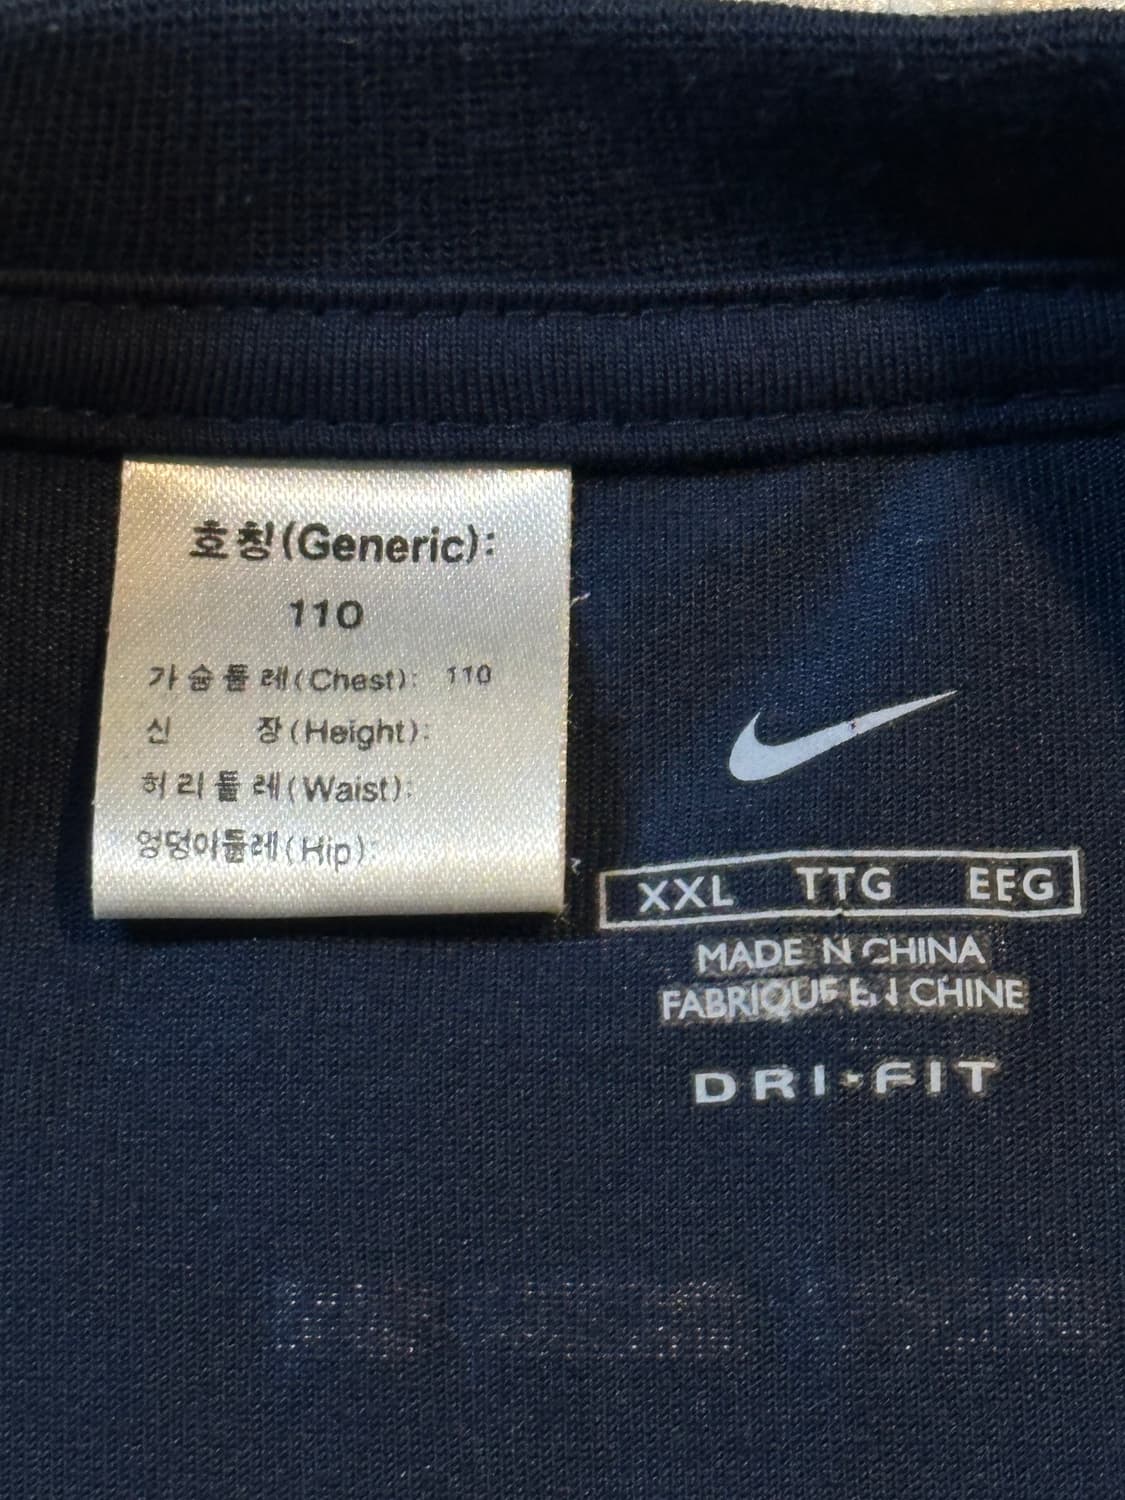 호칭(Generic):
110
가슴둘레(Chest): 110
신 장(Height):
허리둘레(Waist):
엉덩이둘레(Hip):
XXL TTG EEG
MADE IN CHINA
FABRIQUE EN CHINE
DRI-FIT